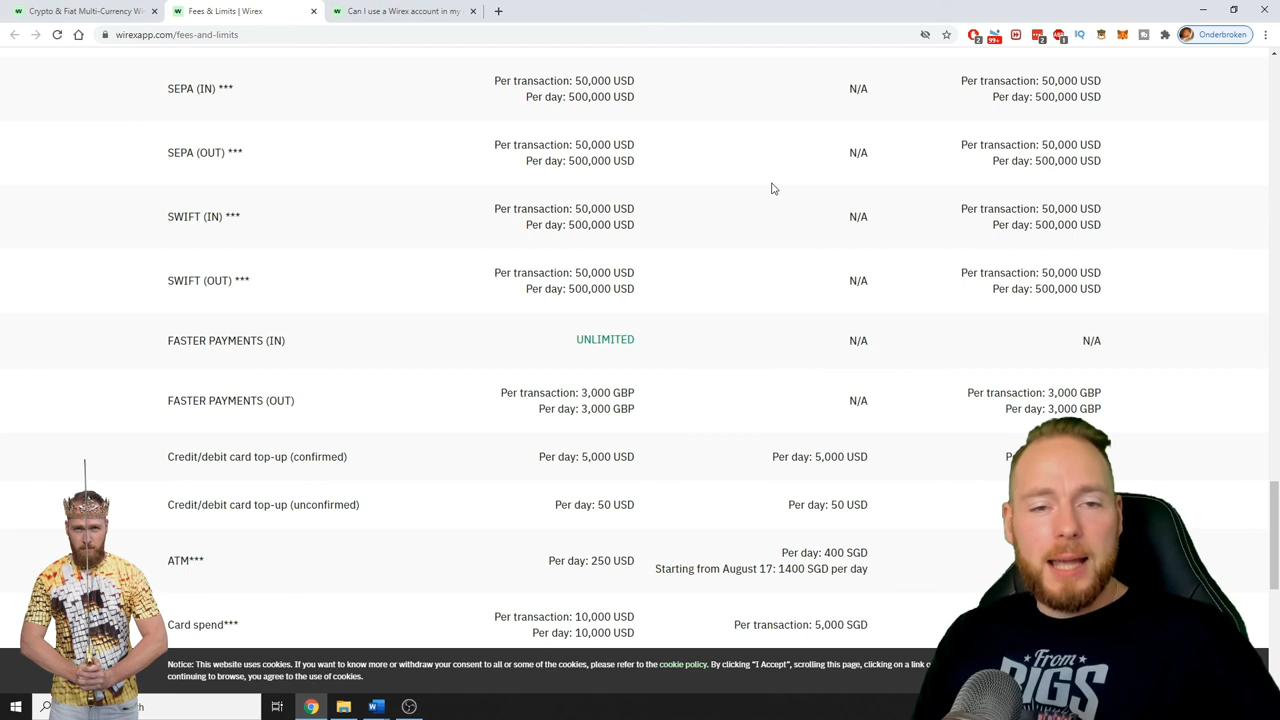 Crypto & Fiat Multi-Currency Wi
Fees & Limits | Wirex
Can I use a Wirex account in my
wirexapp.com/fees-and-limits
Onderbroken
2
99+
2
1
IQ
SEPA (IN) ***
Per transaction: 50,000 USD
Per day: 500,000 USD
N/A
Per transaction: 50,000 USD
Per day: 500,000 USD
SEPA (OUT) ***
Per transaction: 50,000 USD
Per day: 500,000 USD
N/A
Per transaction: 50,000 USD
Per day: 500,000 USD
SWIFT (IN) ***
Per transaction: 50,000 USD
Per day: 500,000 USD
N/A
Per transaction: 50,000 USD
Per day: 500,000 USD
SWIFT (OUT) ***
Per transaction: 50,000 USD
Per day: 500,000 USD
N/A
Per transaction: 50,000 USD
Per day: 500,000 USD
FASTER PAYMENTS (IN)
UNLIMITED
N/A
N/A
FASTER PAYMENTS (OUT)
Per transaction: 3,000 GBP
Per day: 3,000 GBP
N/A
Per transaction: 3,000 GBP
Per day: 3,000 GBP
Credit/debit card top-up (confirmed)
Per day: 5,000 USD
Per day: 5,000 USD
Credit/debit card top-up (unconfirmed)
Per day: 50 USD
Per day: 50 USD
ATM***
Per day: 250 USD
Per day: 400 SGD
Starting from August 17: 1400 SGD per day
Card spend***
Per transaction: 10,000 USD
Per day: 10,000 USD
Per transaction: 5,000 SGD
Notice: This website uses cookies. If you want to know more or withdraw your consent to all or some of the cookies, please refer to the cookie policy. By clicking "I Accept", scrolling this page, clicking on a link o
continuing to browse, you agree to the use of cookies.
From
RIGS